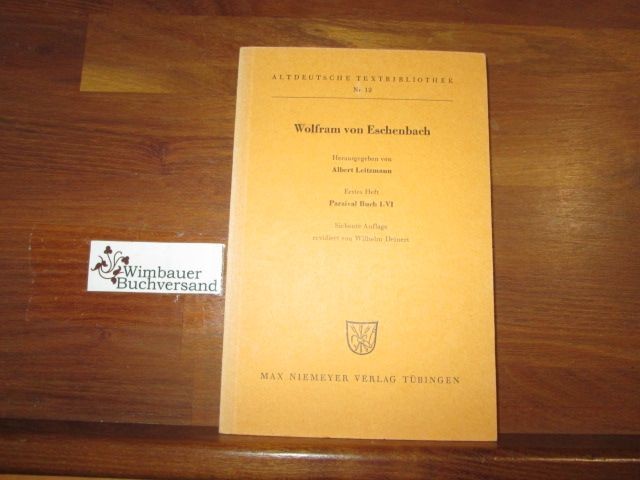 ALTDEUTSCHE TEXTBIBLIOTHEK
Nr. 12
Wolfram von Eschenbach
Herausgegeben von
Albert Leitzmann
Erstes Heft
Parzival Buch I-VI
Siebente Auflage
revidiert von Wilhelm Deinert
MAX NIEMEYER VERLAG TÜBINGEN
Wimbauer
Buchversand